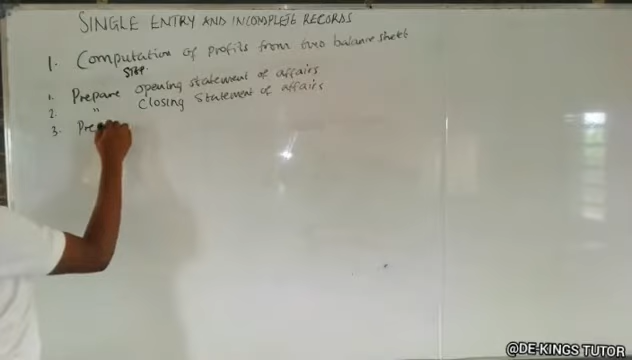 SINGLE ENTRY AND INCOMPLETE RECORDS
1. Computation of profits from two balance sheet
STEP
1. Prepare opening statement of affairs
2. " Closing Statement of affairs
3. Pre
@DE-KINGS TUTOR